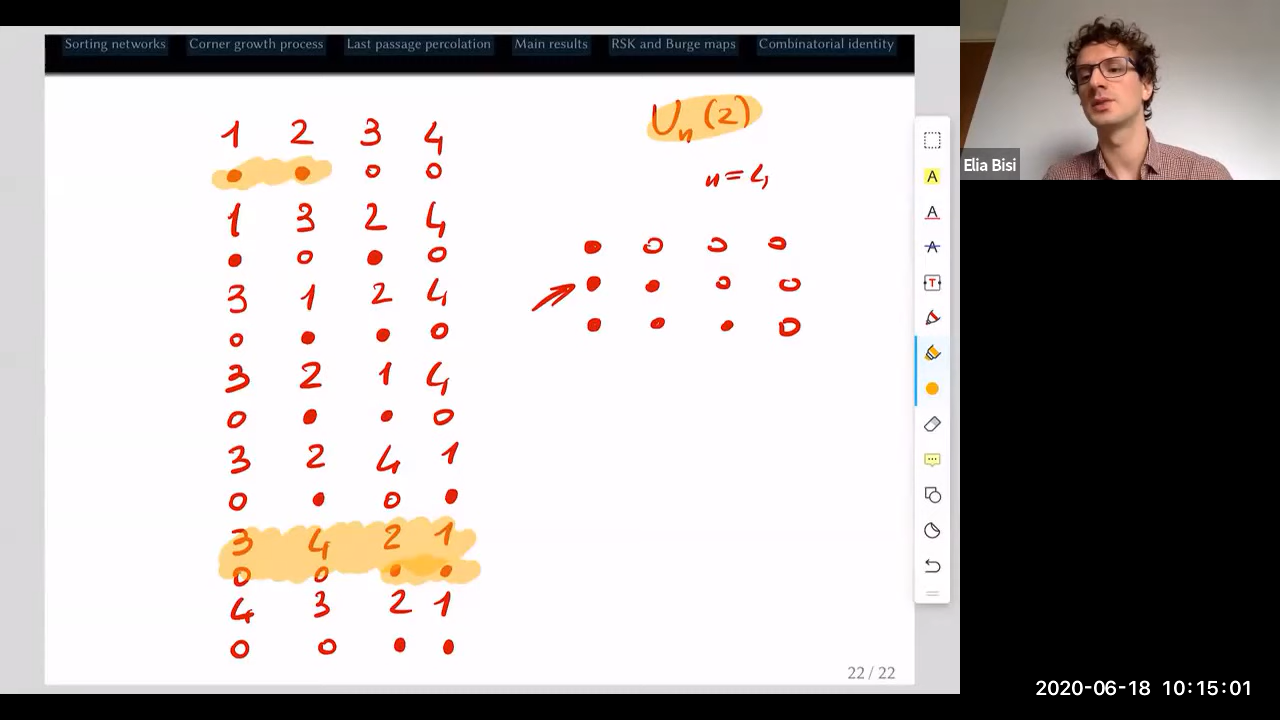 Sorting networks Corner growth process Last passage percolation Main results RSK and Burge maps Combinatorial identity
1 2 3 4
1 3 2 4
3 1 2 4
3 2 1 4
3 2 4 1
3 4 2 1
4 3 2 1
Uₙ(2)
n = 4
22 / 22
Elia Bisi
2020-06-18 10:15:01